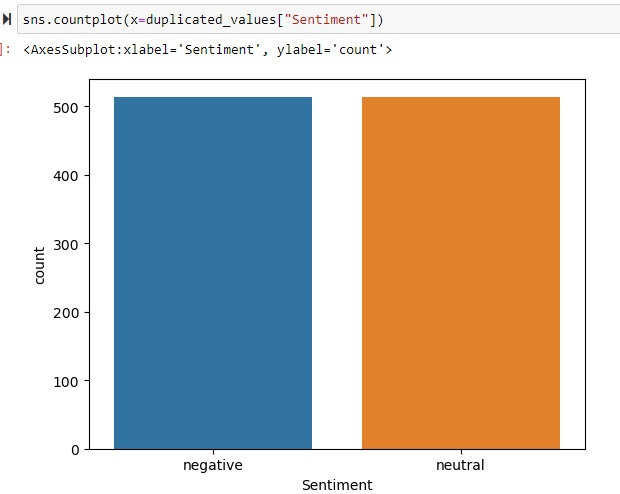 sns.countplot(x=duplicated_values["Sentiment"])
]: <AxesSubplot:xlabel='Sentiment', ylabel='count'>
500
400
300
200
100
0
count
negative neutral
Sentiment